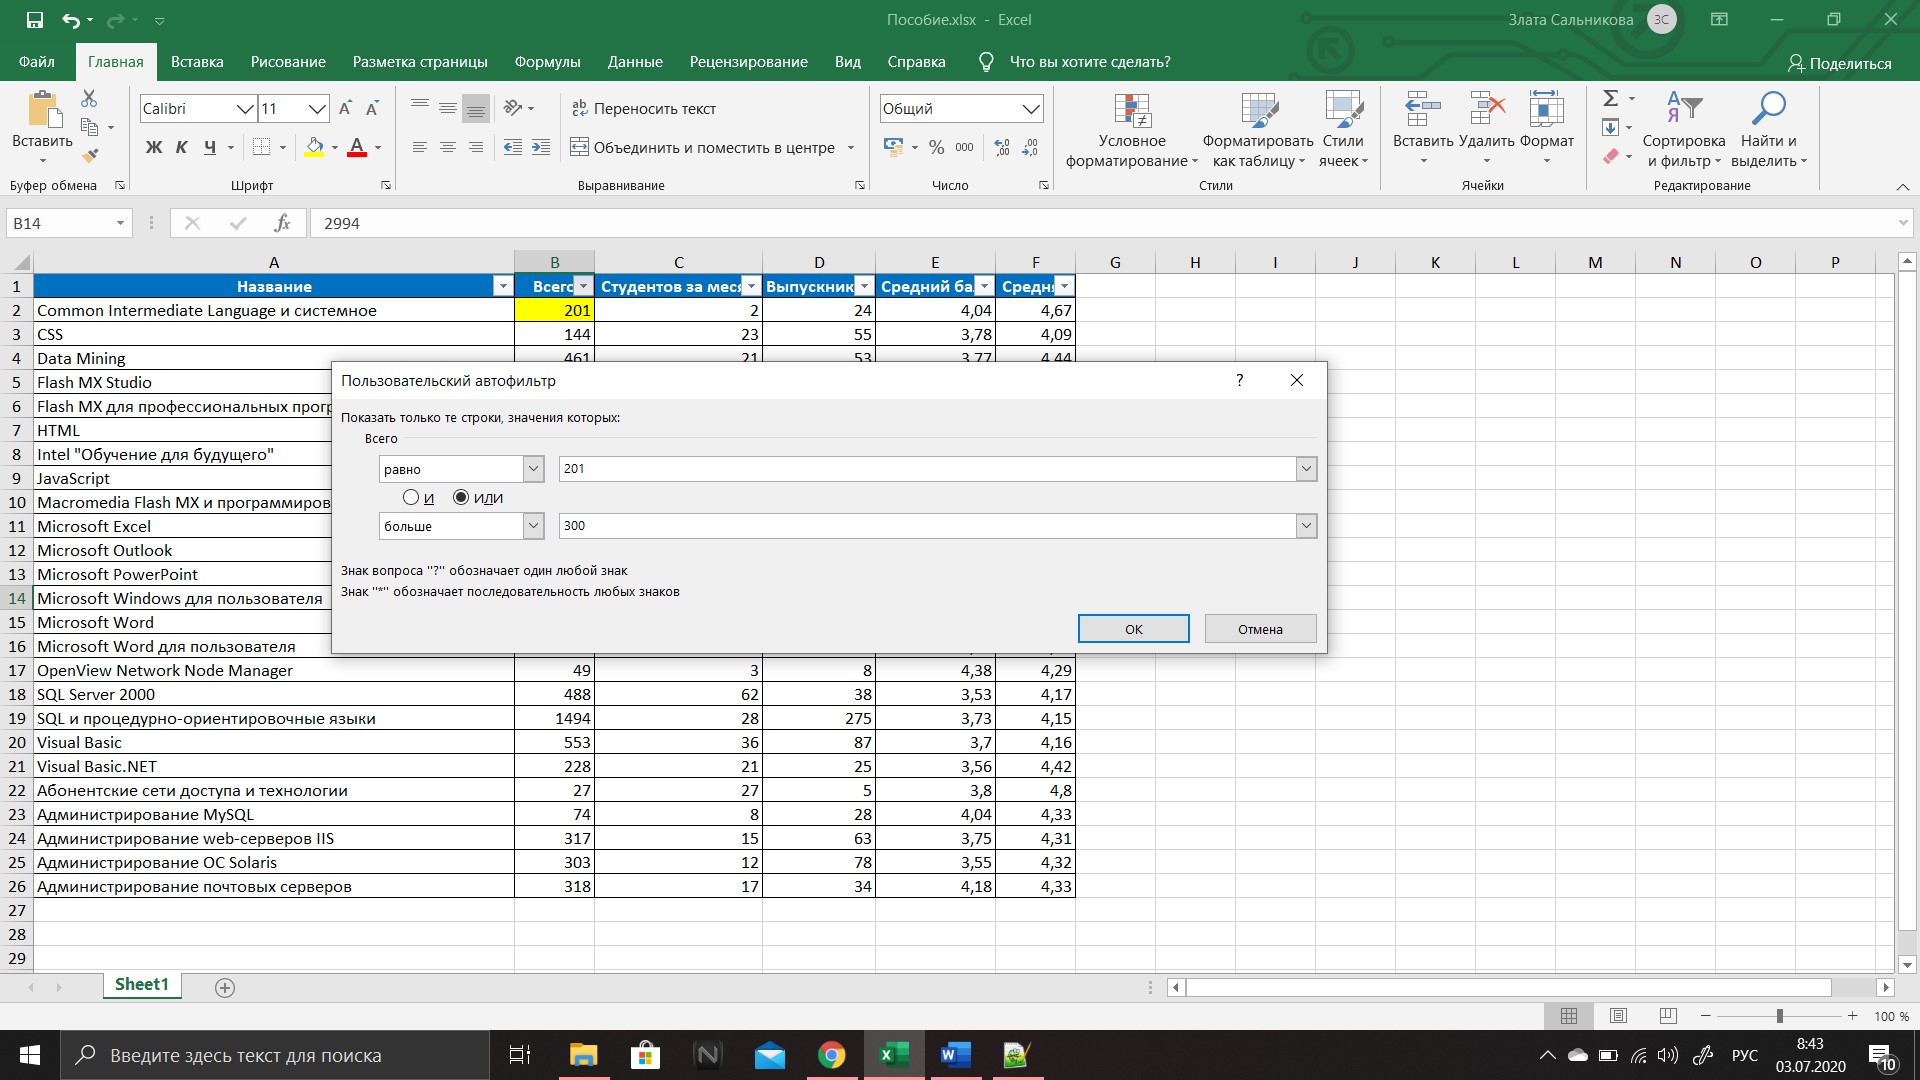 Пособие.xlsx - Excel
Злата Сальникова ЗС
Файл Главная Вставка Рисование Разметка страницы Формулы Данные Рецензирование Вид Справка Что вы хотите сделать? Поделиться
Calibri 11 Переносить текст Общий
Вставить Ж К Ч Объединить и поместить в центре % 000
Условное форматирование
Форматировать как таблицу
Стили ячеек
Вставить Удалить Формат
Сортировка и фильтр
Найти и выделить
Буфер обмена Шрифт Выравнивание Число Стили Ячейки Редактирование
B14 fx 2994
A B C D E F G H I J K L M N O P
1 Название Всего Студентов за меся Выпускник Средний ба Средня
2 Common Intermediate Language и системное 201 2 24 4,04 4,67
3 CSS 144 23 55 3,78 4,09
4 Data Mining 461 21 53 3,77 4,44
5 Flash MX Studio
6 Flash MX для профессиональных прогр
7 HTML
8 Intel "Обучение для будущего"
9 JavaScript
10 Macromedia Flash MX и программиров
11 Microsoft Excel
12 Microsoft Outlook
13 Microsoft PowerPoint
14 Microsoft Windows для пользователя
15 Microsoft Word
16 Microsoft Word для пользователя
Пользовательский автофильтр ?
Показать только те строки, значения которых:
Всего
равно 201
И ИЛИ
больше 300
Знак вопроса "?" обозначает один любой знак
Знак "*" обозначает последовательность любых знаков
ОК Отмена
17 OpenView Network Node Manager 49 3 8 4,38 4,29
18 SQL Server 2000 488 62 38 3,53 4,17
19 SQL и процедурно-ориентировочные языки 1494 28 275 3,73 4,15
20 Visual Basic 553 36 87 3,7 4,16
21 Visual Basic.NET 228 21 25 3,56 4,42
22 Абонентские сети доступа и технологии 27 27 5 3,8 4,8
23 Администрирование MySQL 74 8 28 4,04 4,33
24 Администрирование web-серверов IIS 317 15 63 3,75 4,31
25 Администрирование ОС Solaris 303 12 78 3,55 4,32
26 Администрирование почтовых серверов 318 17 34 4,18 4,33
27
28
29
Sheet1
100 %
Введите здесь текст для поиска
РУС
8:43
03.07.2020
10